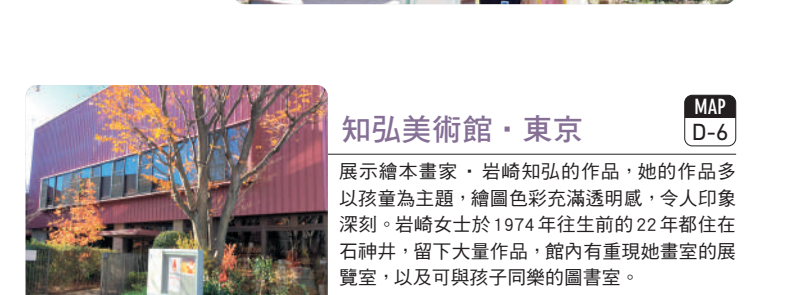 知弘美術館・東京
MAP
D-6
展示繪本畫家・岩崎知弘的作品，她的作品多
以孩童為主題，繪圖色彩充滿透明感，令人印象
深刻。岩崎女士於1974年往生前的22年都住在
石神井，留下大量作品，館內有重現她畫室的展
覽室，以及可與孩子同樂的圖書室。